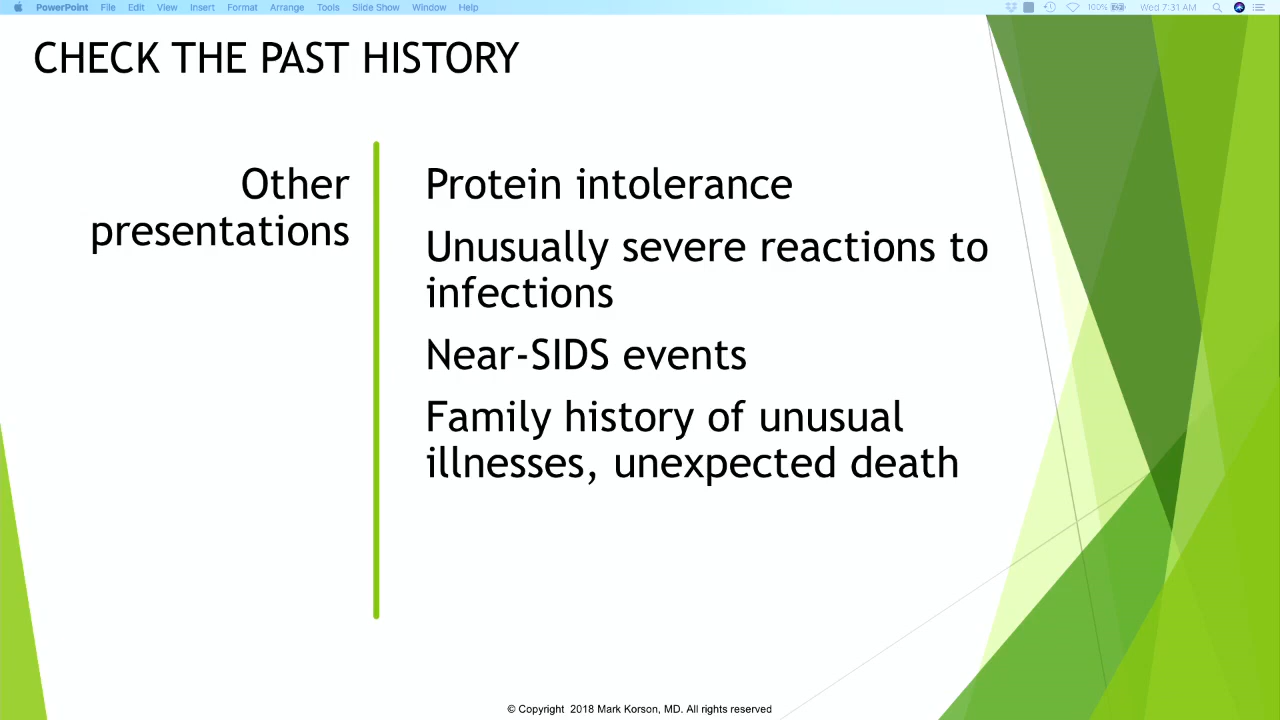 PowerPoint File Edit View Insert Format Arrange Tools Slide Show Window Help 100% Wed 7:31 AM
CHECK THE PAST HISTORY
Other
presentations
Protein intolerance
Unusually severe reactions to
infections
Near-SIDS events
Family history of unusual
illnesses, unexpected death
© Copyright 2018 Mark Korson, MD. All rights reserved